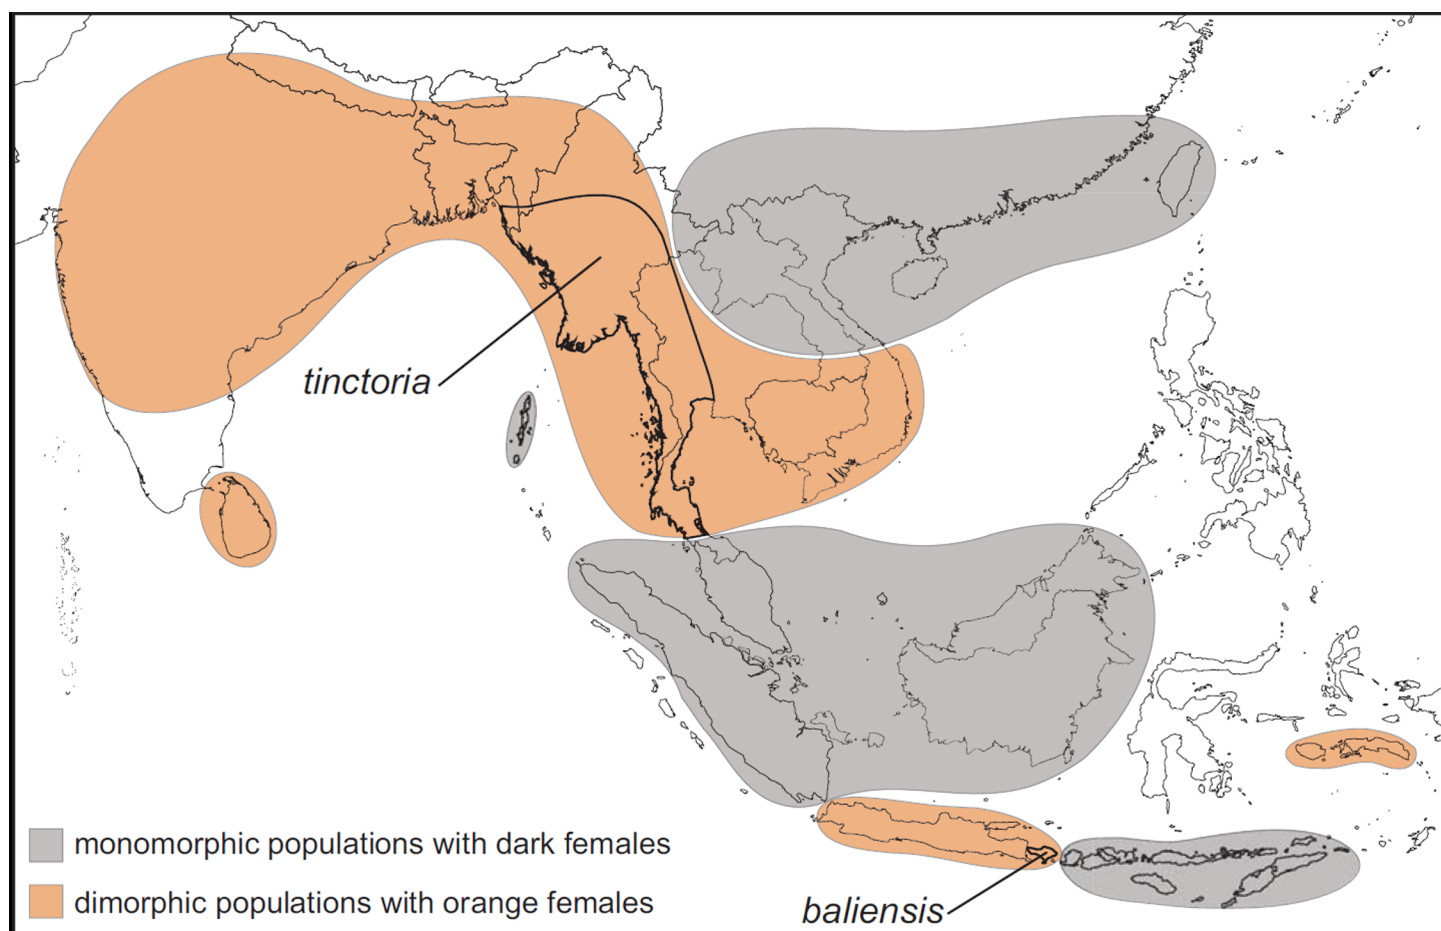 tinctoria
monomorphic populations with dark females
dimorphic populations with orange females
baliensis